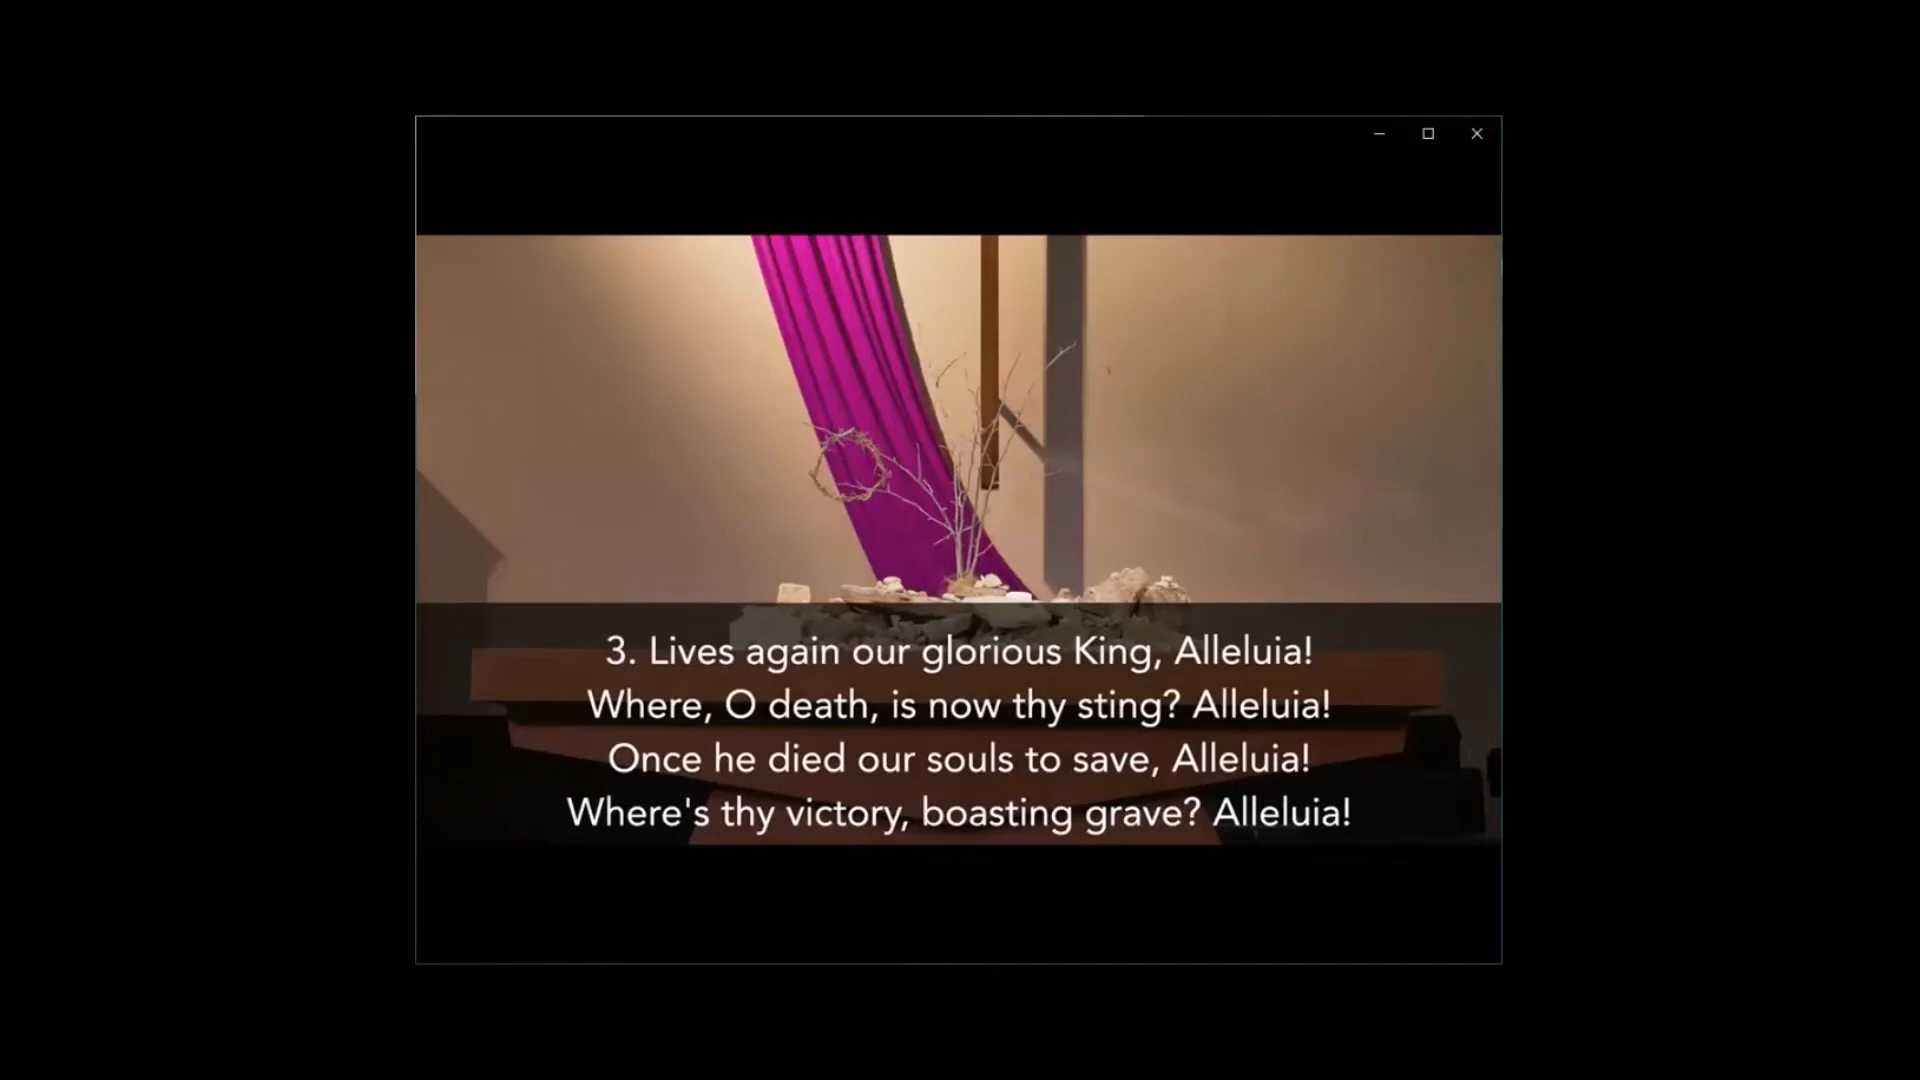 3. Lives again our glorious King, Alleluia!
Where, O death, is now thy sting? Alleluia!
Once he died our souls to save, Alleluia!
Where's thy victory, boasting grave? Alleluia!